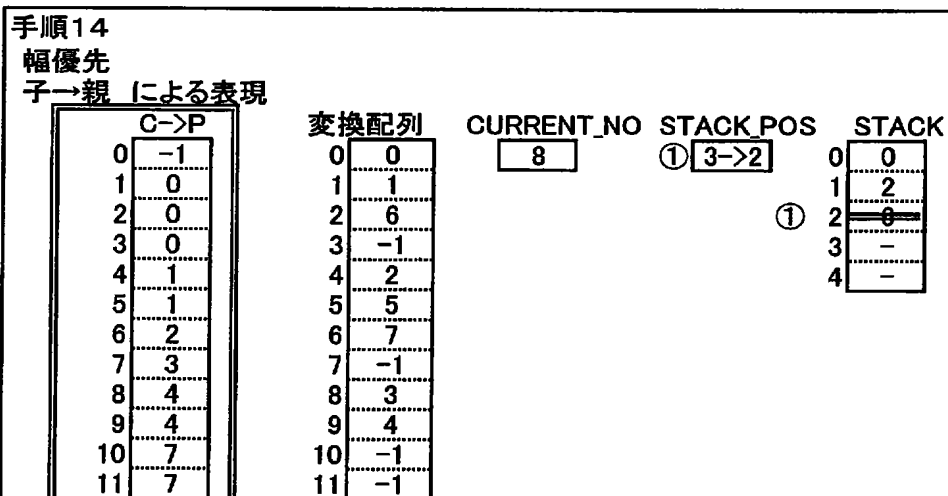 手順14
幅優先
子→親 による表現
C->P 変換配列 CURRENT_NO STACK_POS STACK
0 -1 0 0 8 ① 3->2 0 0
1 0 1 1 1 2
2 0 2 6 ① 2 6
3 0 3 -1 3 -
4 1 4 2 4 -
5 1 5 5
6 2 6 7
7 3 7 -1
8 4 8 3
9 4 9 4
10 7 10 -1
11 7 11 -1